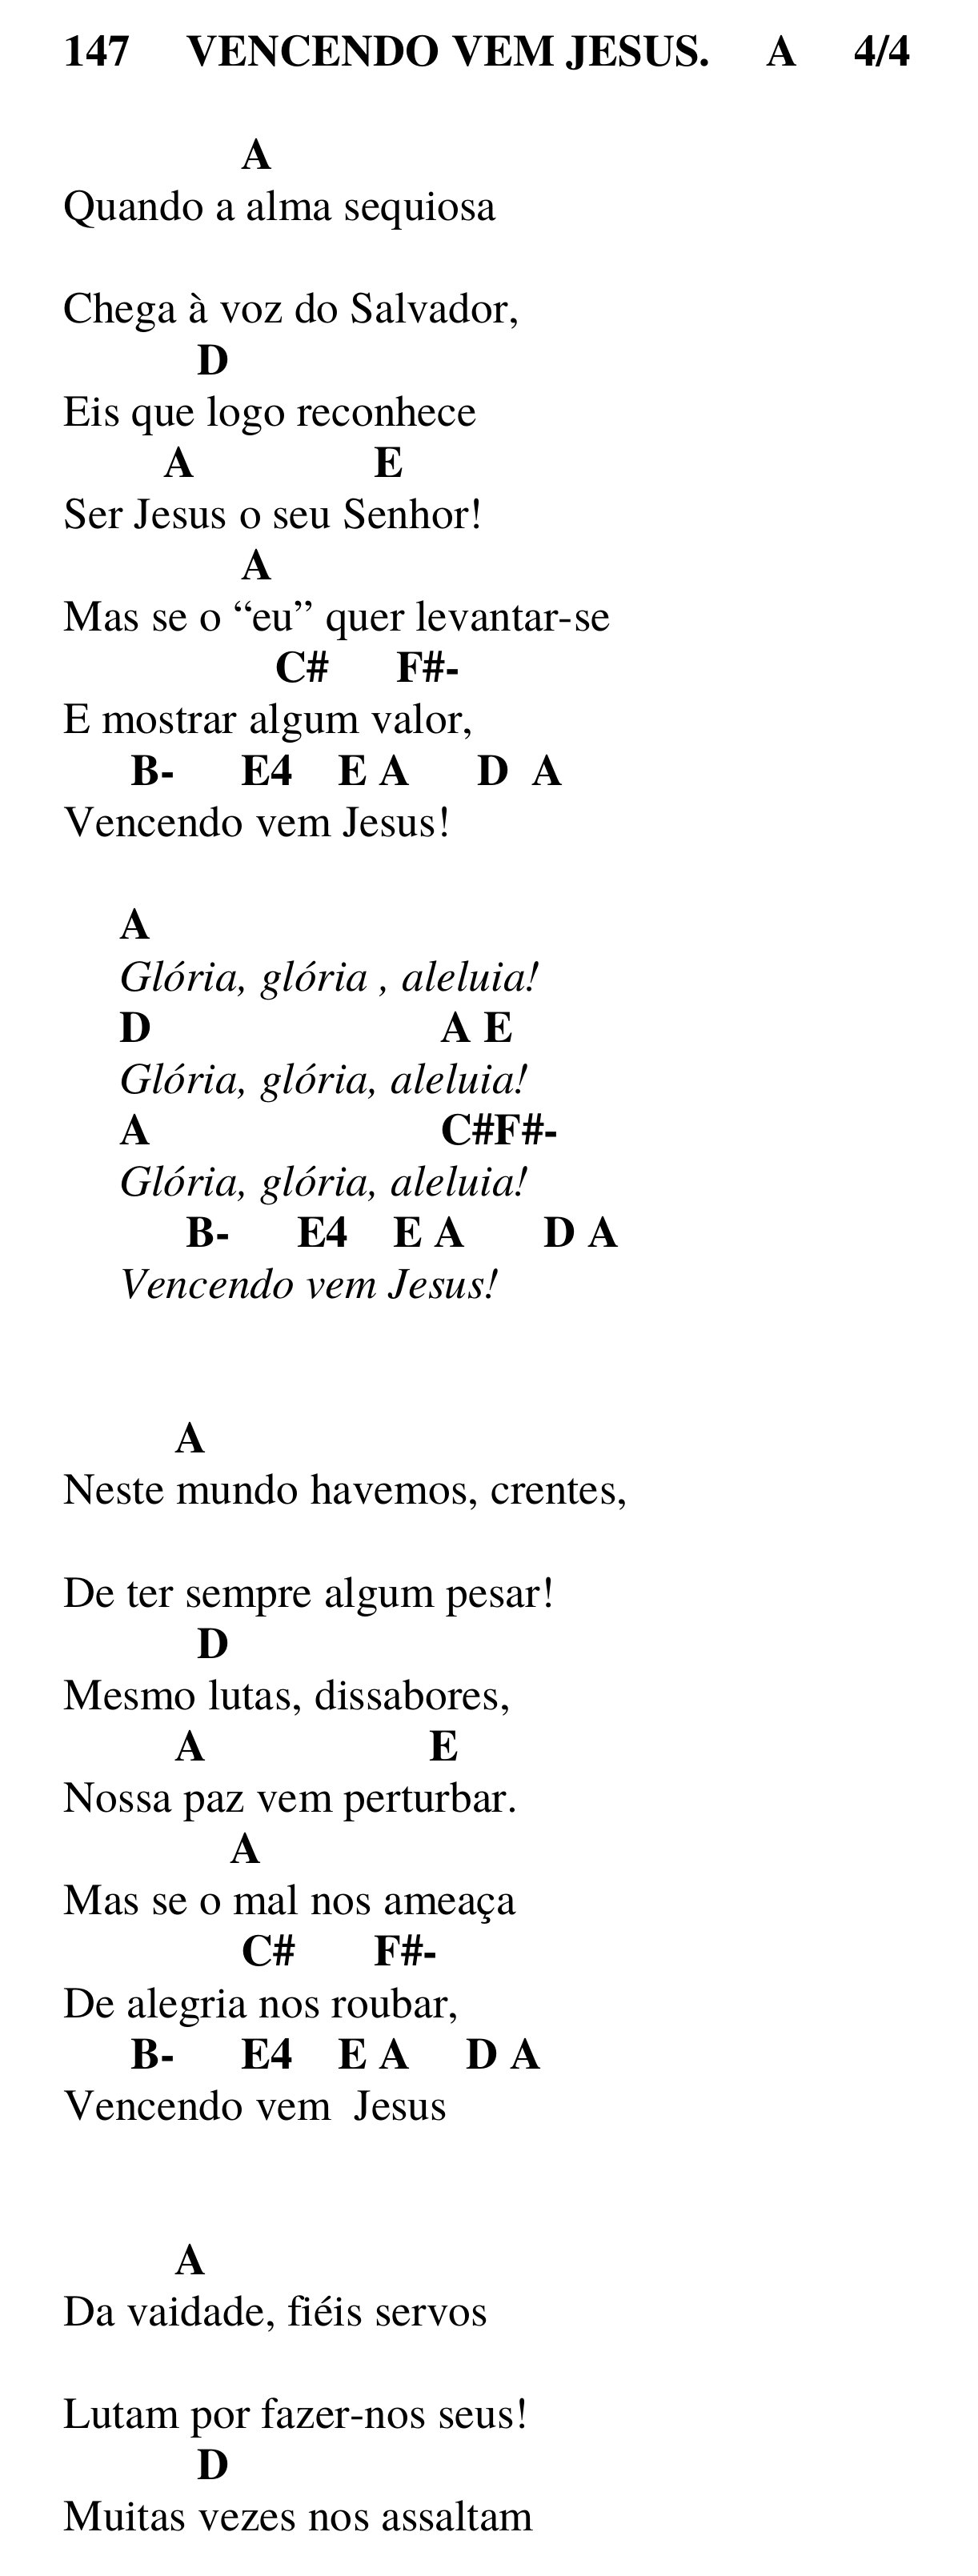 147 VENCENDO VEM JESUS. A 4/4
A
Quando a alma sequiosa
Chega à voz do Salvador,
D
Eis que logo reconhece
A E
Ser Jesus o seu Senhor!
A
Mas se o “eu” quer levantar-se
C# F#-
E mostrar algum valor,
B- E4 E A D A
Vencendo vem Jesus!
A
Glória, glória , aleluia!
D A E
Glória, glória, aleluia!
A C#F#-
Glória, glória, aleluia!
B- E4 E A D A
Vencendo vem Jesus!
A
Neste mundo havemos, crentes,
De ter sempre algum pesar!
D
Mesmo lutas, dissabores,
A E
Nossa paz vem perturbar.
A
Mas se o mal nos ameaça
C# F#-
De alegria nos roubar,
B- E4 E A D A
Vencendo vem Jesus
A
Da vaidade, fiéis servos
Lutam por fazer-nos seus!
D
Muitas vezes nos assaltam